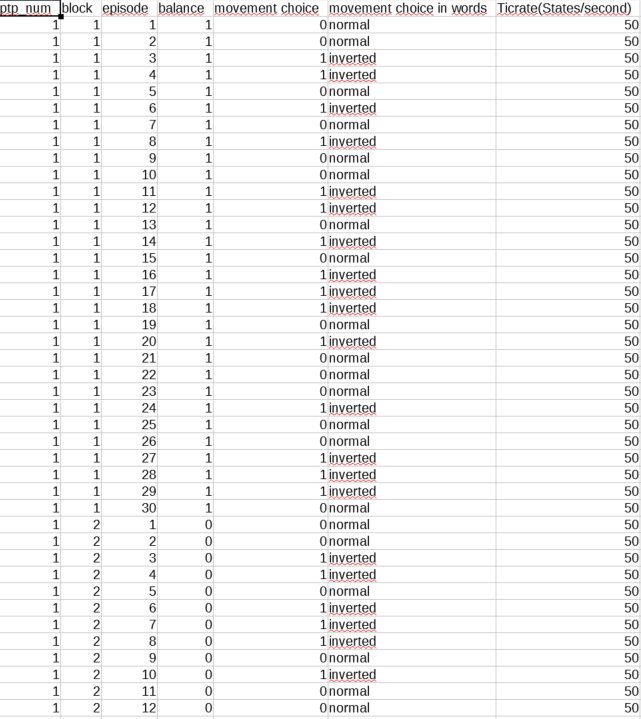 ptp_num block episode balance movement choice movement choice in words Ticrate(States/second)
1 1 1 1 0 normal 50
1 1 2 1 0 normal 50
1 1 3 1 1 inverted 50
1 1 4 1 1 inverted 50
1 1 5 1 0 normal 50
1 1 6 1 1 inverted 50
1 1 7 1 0 normal 50
1 1 8 1 1 inverted 50
1 1 9 1 0 normal 50
1 1 10 1 0 normal 50
1 1 11 1 1 inverted 50
1 1 12 1 1 inverted 50
1 1 13 1 0 normal 50
1 1 14 1 1 inverted 50
1 1 15 1 0 normal 50
1 1 16 1 1 inverted 50
1 1 17 1 1 inverted 50
1 1 18 1 1 inverted 50
1 1 19 1 0 normal 50
1 1 20 1 1 inverted 50
1 1 21 1 0 normal 50
1 1 22 1 0 normal 50
1 1 23 1 0 normal 50
1 1 24 1 1 inverted 50
1 1 25 1 0 normal 50
1 1 26 1 0 normal 50
1 1 27 1 1 inverted 50
1 1 28 1 1 inverted 50
1 1 29 1 1 inverted 50
1 1 30 1 0 normal 50
1 2 1 0 0 normal 50
1 2 2 0 0 normal 50
1 2 3 0 1 inverted 50
1 2 4 0 1 inverted 50
1 2 5 0 0 normal 50
1 2 6 0 1 inverted 50
1 2 7 0 1 inverted 50
1 2 8 0 1 inverted 50
1 2 9 0 0 normal 50
1 2 10 0 1 inverted 50
1 2 11 0 0 normal 50
1 2 12 0 0 normal 50